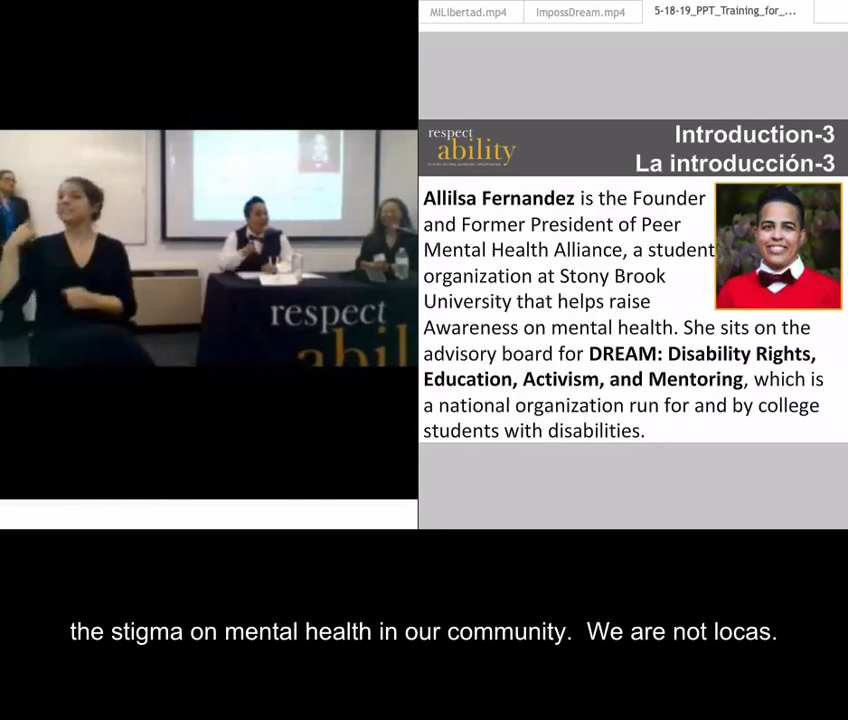 MiLibertad.mp4
ImpossDream.mp4
5-18-19_PPT_Training_for_...
respect
ability
Introduction-3
La introducción-3
Allilsa Fernandez is the Founder
and Former President of Peer
Mental Health Alliance, a student
organization at Stony Brook
University that helps raise
Awareness on mental health. She sits on the
advisory board for DREAM: Disability Rights,
Education, Activism, and Mentoring, which is
a national organization run for and by college
students with disabilities.
respect
abil
the stigma on mental health in our community.  We are not locas.